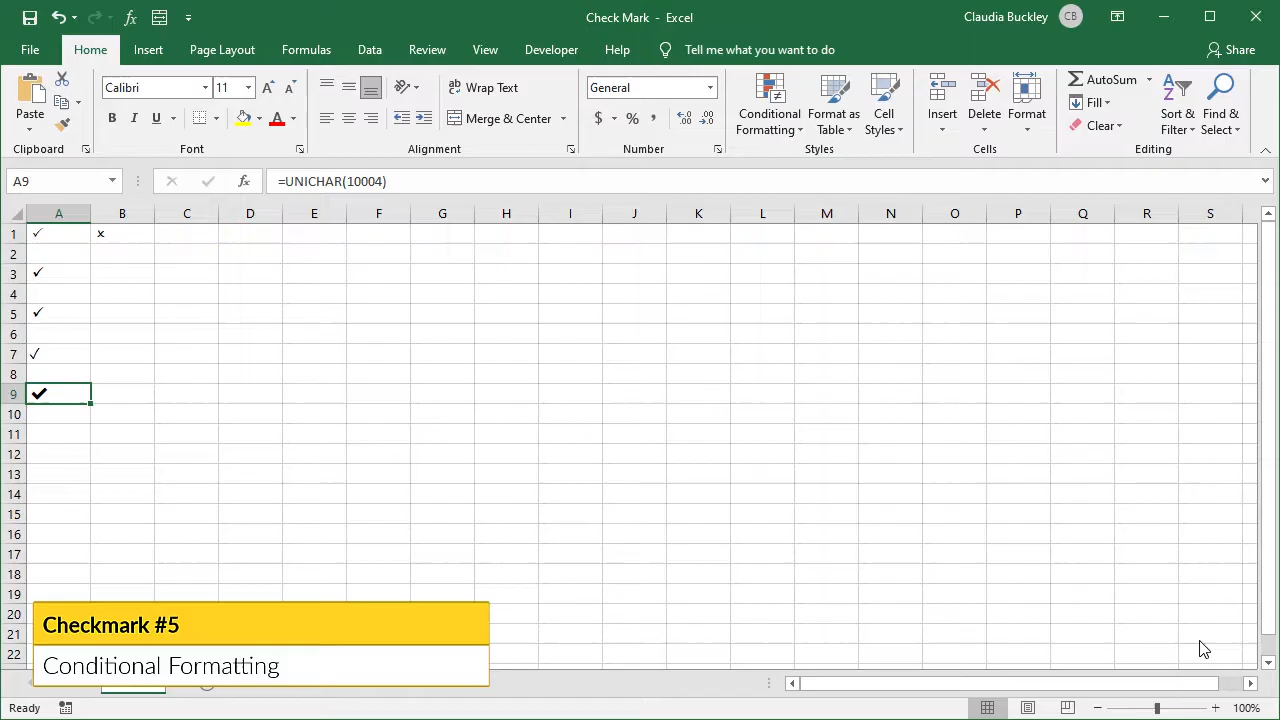 Check Mark - Excel
Claudia Buckley CB
File Home Insert Page Layout Formulas Data Review View Developer Help Tell me what you want to do Share
Paste
Clipboard
Calibri 11
B I U
Font
Wrap Text
Merge & Center
Alignment
General
$ % ,
Number
Conditional Formatting
Format as Table
Cell Styles
Styles
Insert
Delete
Format
Cells
AutoSum
Fill
Clear
Sort & Filter
Find & Select
Editing
A9 fx =UNICHAR(10004)
A B C D E F G H I J K L M N O P Q R S
1 ✓ x
2
3 ✓
4
5 ✓
6
7 ✓
8
9 ✔
10
11
12
13
14
15
16
17
18
19
20
21
22
Checkmark #5
Conditional Formatting
Ready
100%